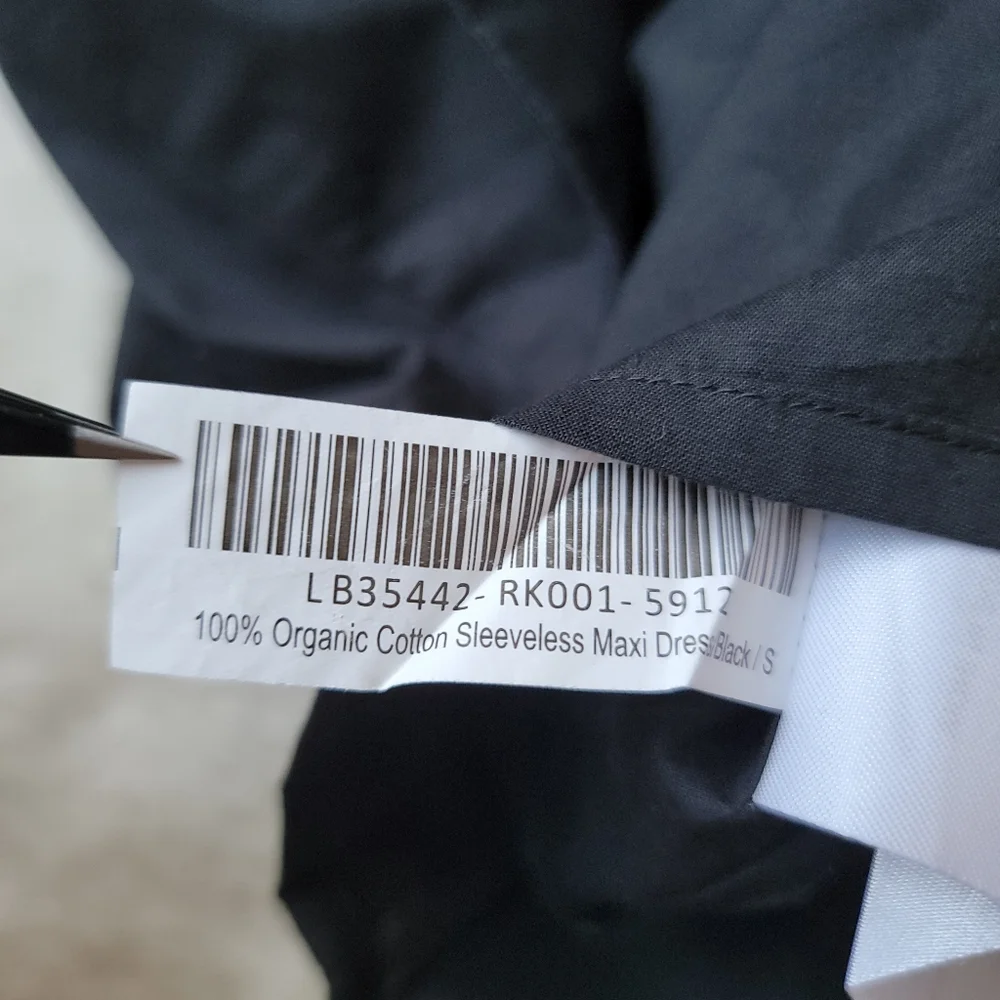 LB35442-RK001-5912
100% Organic Cotton Sleeveless Maxi Dress Black / S